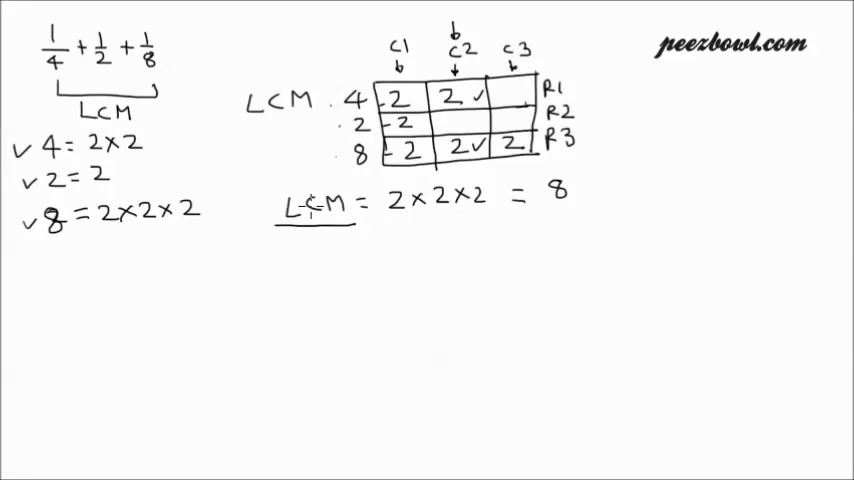 1/4 + 1/2 + 1/8
LCM
✓ 4 = 2 × 2
✓ 2 = 2
✓ 8 = 2 × 2 × 2
C1 C2 C3
LCM 4 2 2 ✓ R1
2 2 R2
8 2 2 ✓ 2 R3
LCM = 2 × 2 × 2 = 8
peezbowl.com